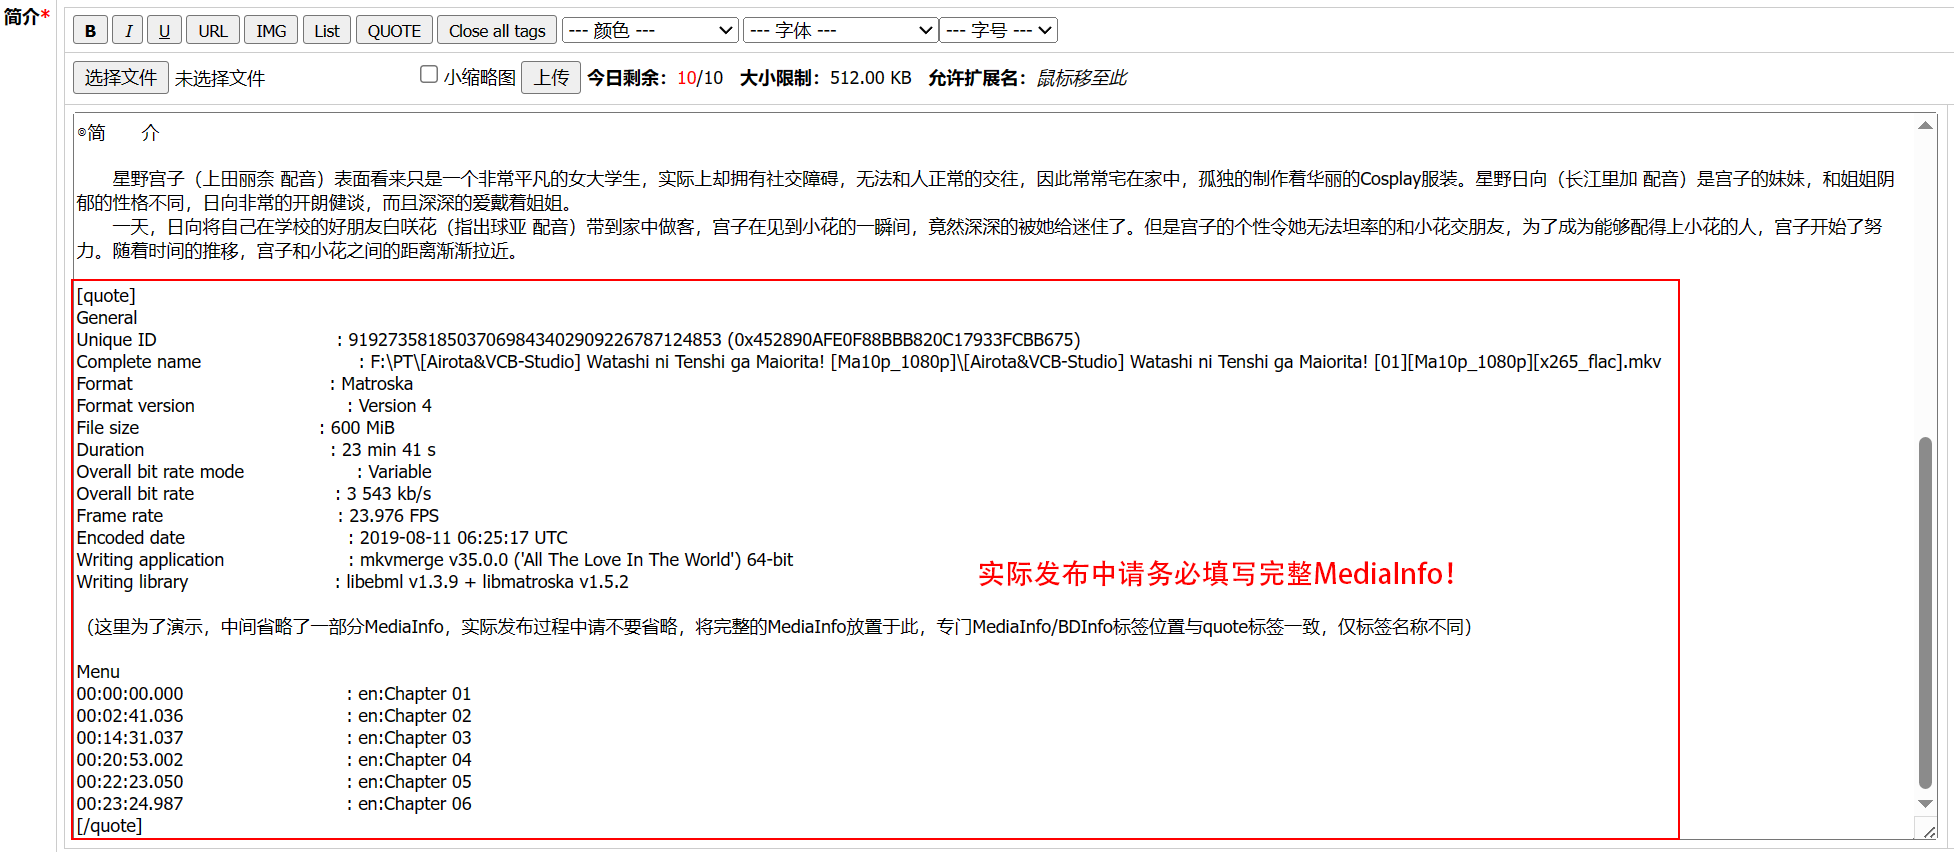 简介*
B I U URL IMG List QUOTE Close all tags --- 颜色 --- --- 字体 --- --- 字号 ---
选择文件 未选择文件 小缩略图 上传 今日剩余：10/10 大小限制：512.00 KB 允许扩展名：鼠标移至此
◎简　　介
星野宫子（上田丽奈 配音）表面看来只是一个非常平凡的女大学生，实际上却拥有社交障碍，无法和人正常的交往，因此常常宅在家中，孤独的制作着华丽的Cosplay服装。星野日向（长江里加 配音）是宫子的妹妹，和姐姐阴
郁的性格不同，日向非常的开朗健谈，而且深深的爱戴着姐姐。
一天，日向将自己在学校的好朋友白咲花（指出球亚 配音）带到家中做客，宫子在见到小花的一瞬间，竟然深深的被她给迷住了。但是宫子的个性令她无法坦率的和小花交朋友，为了成为能够配得上小花的人，宫子开始了努
力。随着时间的推移，宫子和小花之间的距离渐渐拉近。
[quote]
General
Unique ID : 91927358185037069843402909226787124853 (0x452890AFE0F88BBB820C17933FCBB675)
Complete name : F:\PT\[Airota&VCB-Studio] Watashi ni Tenshi ga Maiorita! [Ma10p_1080p]\[Airota&VCB-Studio] Watashi ni Tenshi ga Maiorita! [01][Ma10p_1080p][x265_flac].mkv
Format : Matroska
Format version : Version 4
File size : 600 MiB
Duration : 23 min 41 s
Overall bit rate mode : Variable
Overall bit rate : 3 543 kb/s
Frame rate : 23.976 FPS
Encoded date : 2019-08-11 06:25:17 UTC
Writing application : mkvmerge v35.0.0 ('All The Love In The World') 64-bit
Writing library : libebml v1.3.9 + libmatroska v1.5.2
实际发布中请务必填写完整MediaInfo！
（这里为了演示，中间省略了一部分MediaInfo，实际发布过程中请不要省略，将完整的MediaInfo放置于此，专门MediaInfo/BDInfo标签位置与quote标签一致，仅标签名称不同）
Menu
00:00:00.000 : en:Chapter 01
00:02:41.036 : en:Chapter 02
00:14:31.037 : en:Chapter 03
00:20:53.002 : en:Chapter 04
00:22:23.050 : en:Chapter 05
00:23:24.987 : en:Chapter 06
[/quote]